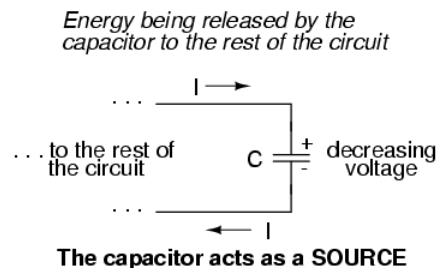 Energy being released by the
capacitor to the rest of the circuit
I
. . .
. . . to the rest of
the circuit
C
+
-
decreasing
voltage
. . .
I
The capacitor acts as a SOURCE